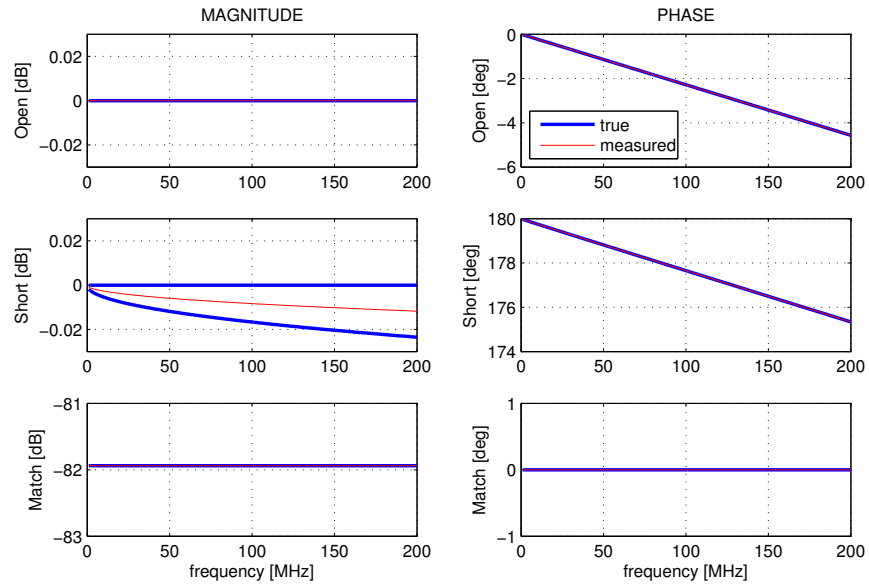 MAGNITUDE
PHASE
Open [dB]
0.02
0
−0.02
0 50 100 150 200
Open [deg]
0
−2
−4
−6
true
measured
0 50 100 150 200
Short [dB]
0.02
0
−0.02
0 50 100 150 200
Short [deg]
180
178
176
174
0 50 100 150 200
Match [dB]
−81
−82
−83
0 50 100 150 200
frequency [MHz]
Match [deg]
1
0
−1
0 50 100 150 200
frequency [MHz]